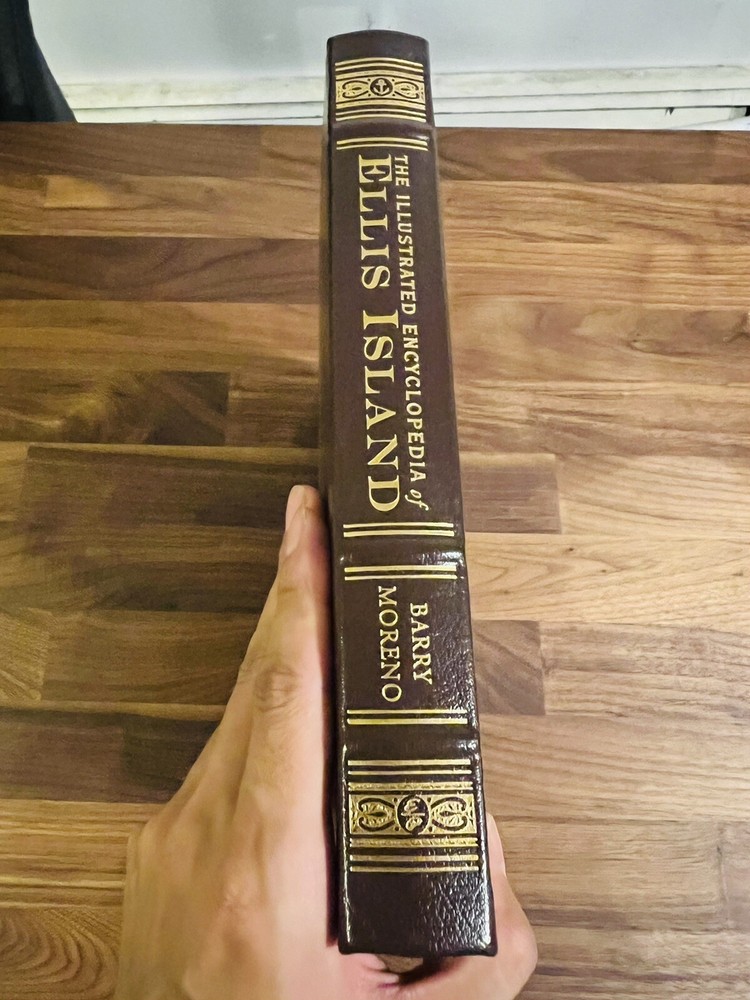 THE ILLUSTRATED ENCYCLOPEDIA of
ELLIS ISLAND
BARRY
MORENO